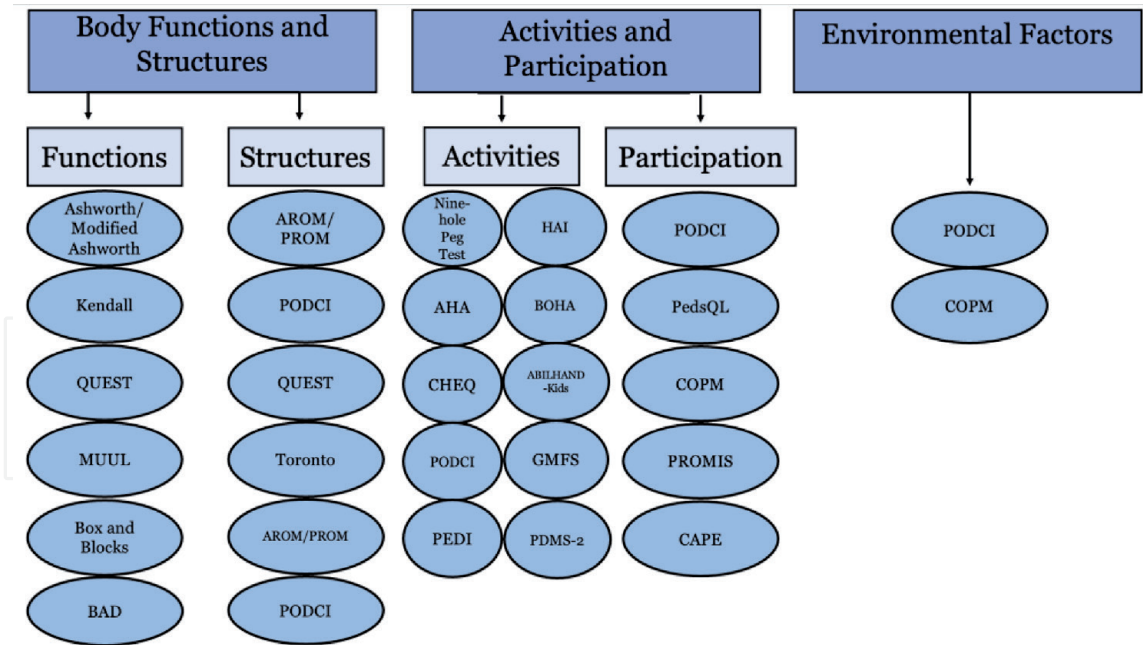 Body Functions and
Structures
Activities and
Participation
Environmental Factors
Functions
Structures
Activities
Participation
Ashworth/
Modified
Ashworth
Kendall
QUEST
MUUL
Box and
Blocks
BAD
AROM/
PROM
PODCI
QUEST
Toronto
AROM/PROM
PODCI
Nine-
hole
Peg
Test
AHA
CHEQ
PODCI
PEDI
HAI
BOHA
ABILHAND
-Kids
GMFS
PDMS-2
PODCI
PedsQL
COPM
PROMIS
CAPE
PODCI
COPM